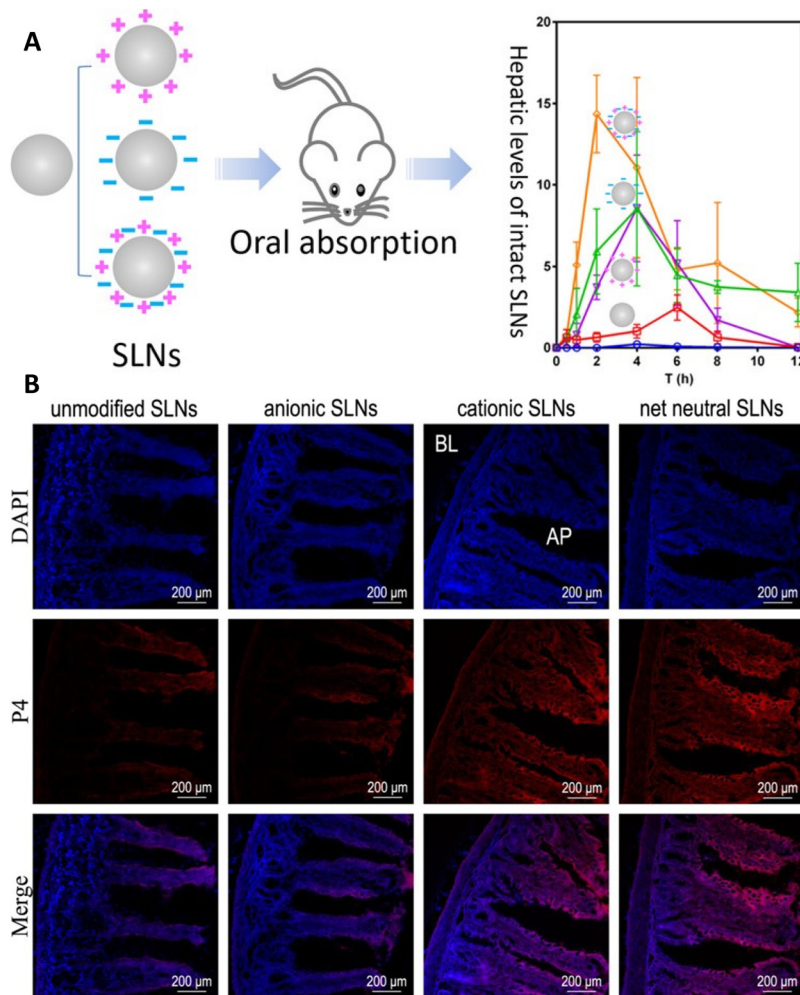 A
Oral absorption
SLNs
Hepatic levels of intact SLNs
20
15
10
5
0
0 2 4 6 8 10 12
T (h)
B
unmodified SLNs anionic SLNs cationic SLNs net neutral SLNs
DAPI
BL
AP
200 µm 200 µm 200 µm 200 µm
P4
200 µm 200 µm 200 µm 200 µm
Merge
200 µm 200 µm 200 µm 200 µm